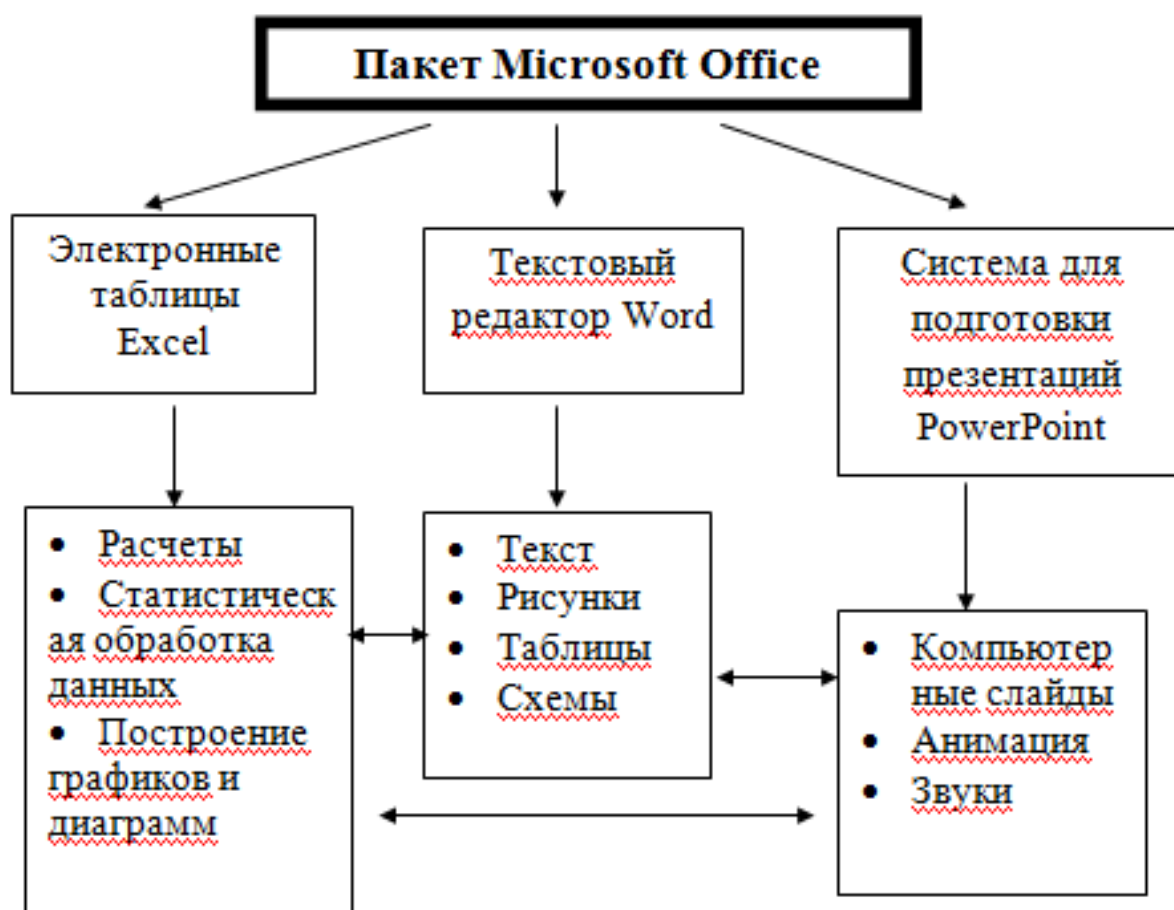 Пакет Microsoft Office
Электронные
таблицы
Excel
Текстовый
редактор Word
Система для
подготовки
презентаций
PowerPoint
• Расчеты
• Статистическ
ая обработка
данных
• Построение
графиков и
диаграмм
• Текст
• Рисунки
• Таблицы
• Схемы
• Компьютер
ные слайды
• Анимация
• Звуки